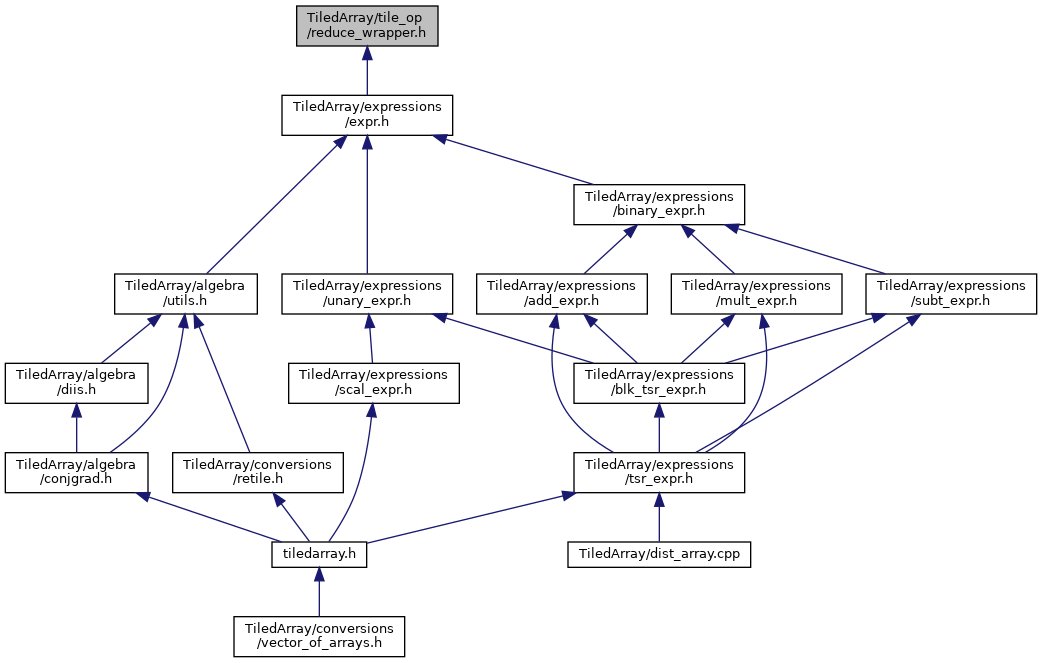 TiledArray/tile_op
/reduce_wrapper.h
TiledArray/expressions
/expr.h
TiledArray/expressions
/binary_expr.h
TiledArray/algebra
/utils.h
TiledArray/expressions
/unary_expr.h
TiledArray/expressions
/add_expr.h
TiledArray/expressions
/mult_expr.h
TiledArray/expressions
/subt_expr.h
TiledArray/algebra
/diis.h
TiledArray/expressions
/scal_expr.h
TiledArray/expressions
/blk_tsr_expr.h
TiledArray/algebra
/conjgrad.h
TiledArray/conversions
/retile.h
TiledArray/expressions
/tsr_expr.h
tiledarray.h
TiledArray/dist_array.cpp
TiledArray/conversions
/vector_of_arrays.h